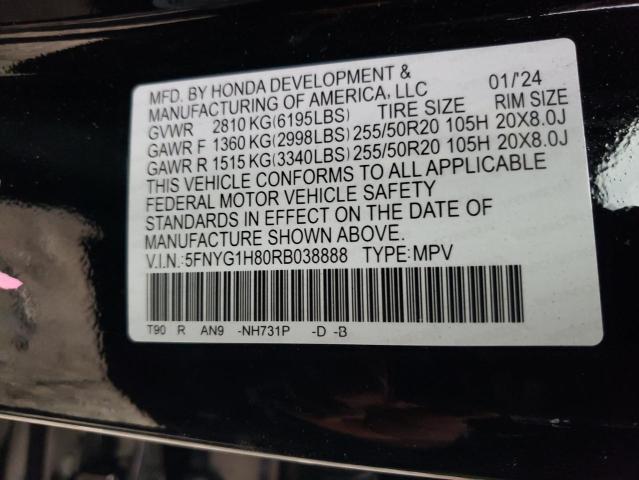 MFD. BY HONDA DEVELOPMENT &
MANUFACTURING OF AMERICA, LLC 01/'24
GVWR 2810 KG(6195LBS) TIRE SIZE RIM SIZE
GAWR F 1360 KG(2998LBS) 255/50R20 105H 20X8.0J
GAWR R 1515 KG(3340LBS) 255/50R20 105H 20X8.0J
THIS VEHICLE CONFORMS TO ALL APPLICABLE
FEDERAL MOTOR VEHICLE SAFETY
STANDARDS IN EFFECT ON THE DATE OF
MANUFACTURE SHOWN ABOVE.
V.I.N.:5FNYG1H80RB038888 TYPE:MPV
T90 R AN9 -NH731P -D -B